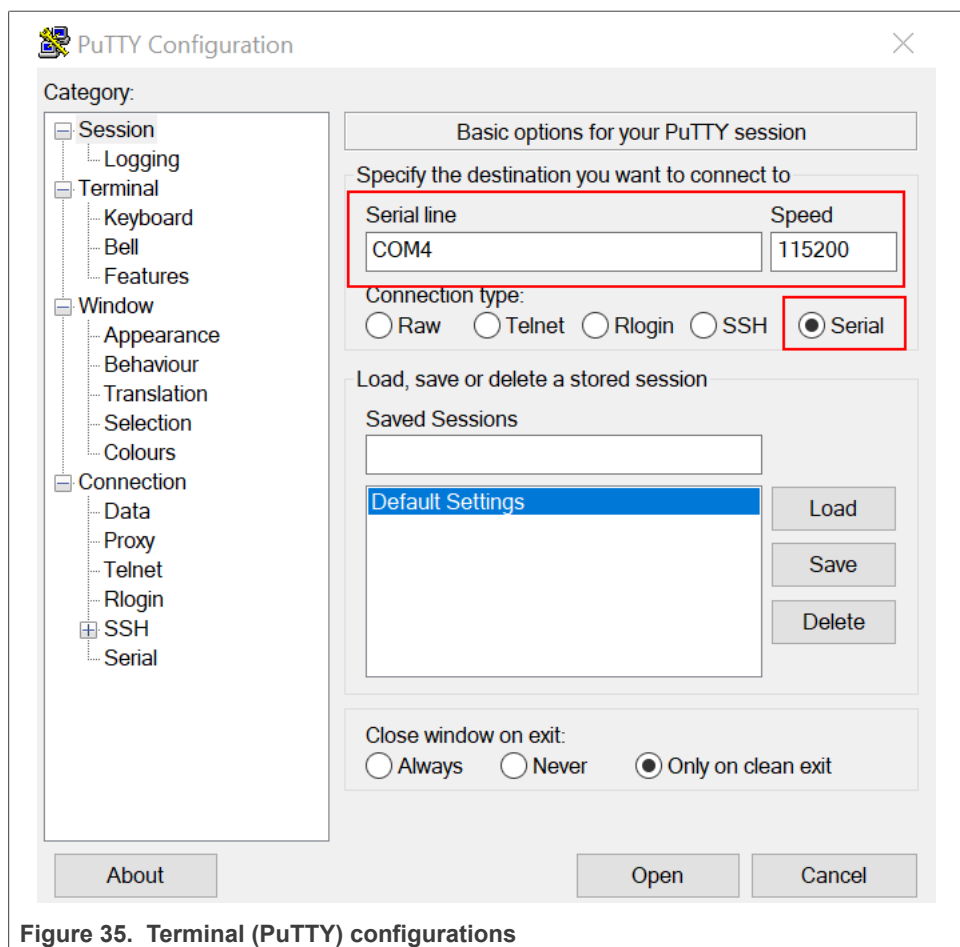 PuTTY Configuration
Category:
Session
Logging
Terminal
Keyboard
Bell
Features
Window
Appearance
Behaviour
Translation
Selection
Colours
Connection
Data
Proxy
Telnet
Rlogin
SSH
Serial
Basic options for your PuTTY session
Specify the destination you want to connect to
Serial line Speed
COM4 115200
Connection type:
Raw Telnet Rlogin SSH Serial
Load, save or delete a stored session
Saved Sessions
Default Settings
Load
Save
Delete
Close window on exit:
Always Never Only on clean exit
About Open Cancel
Figure 35. Terminal (PuTTY) configurations